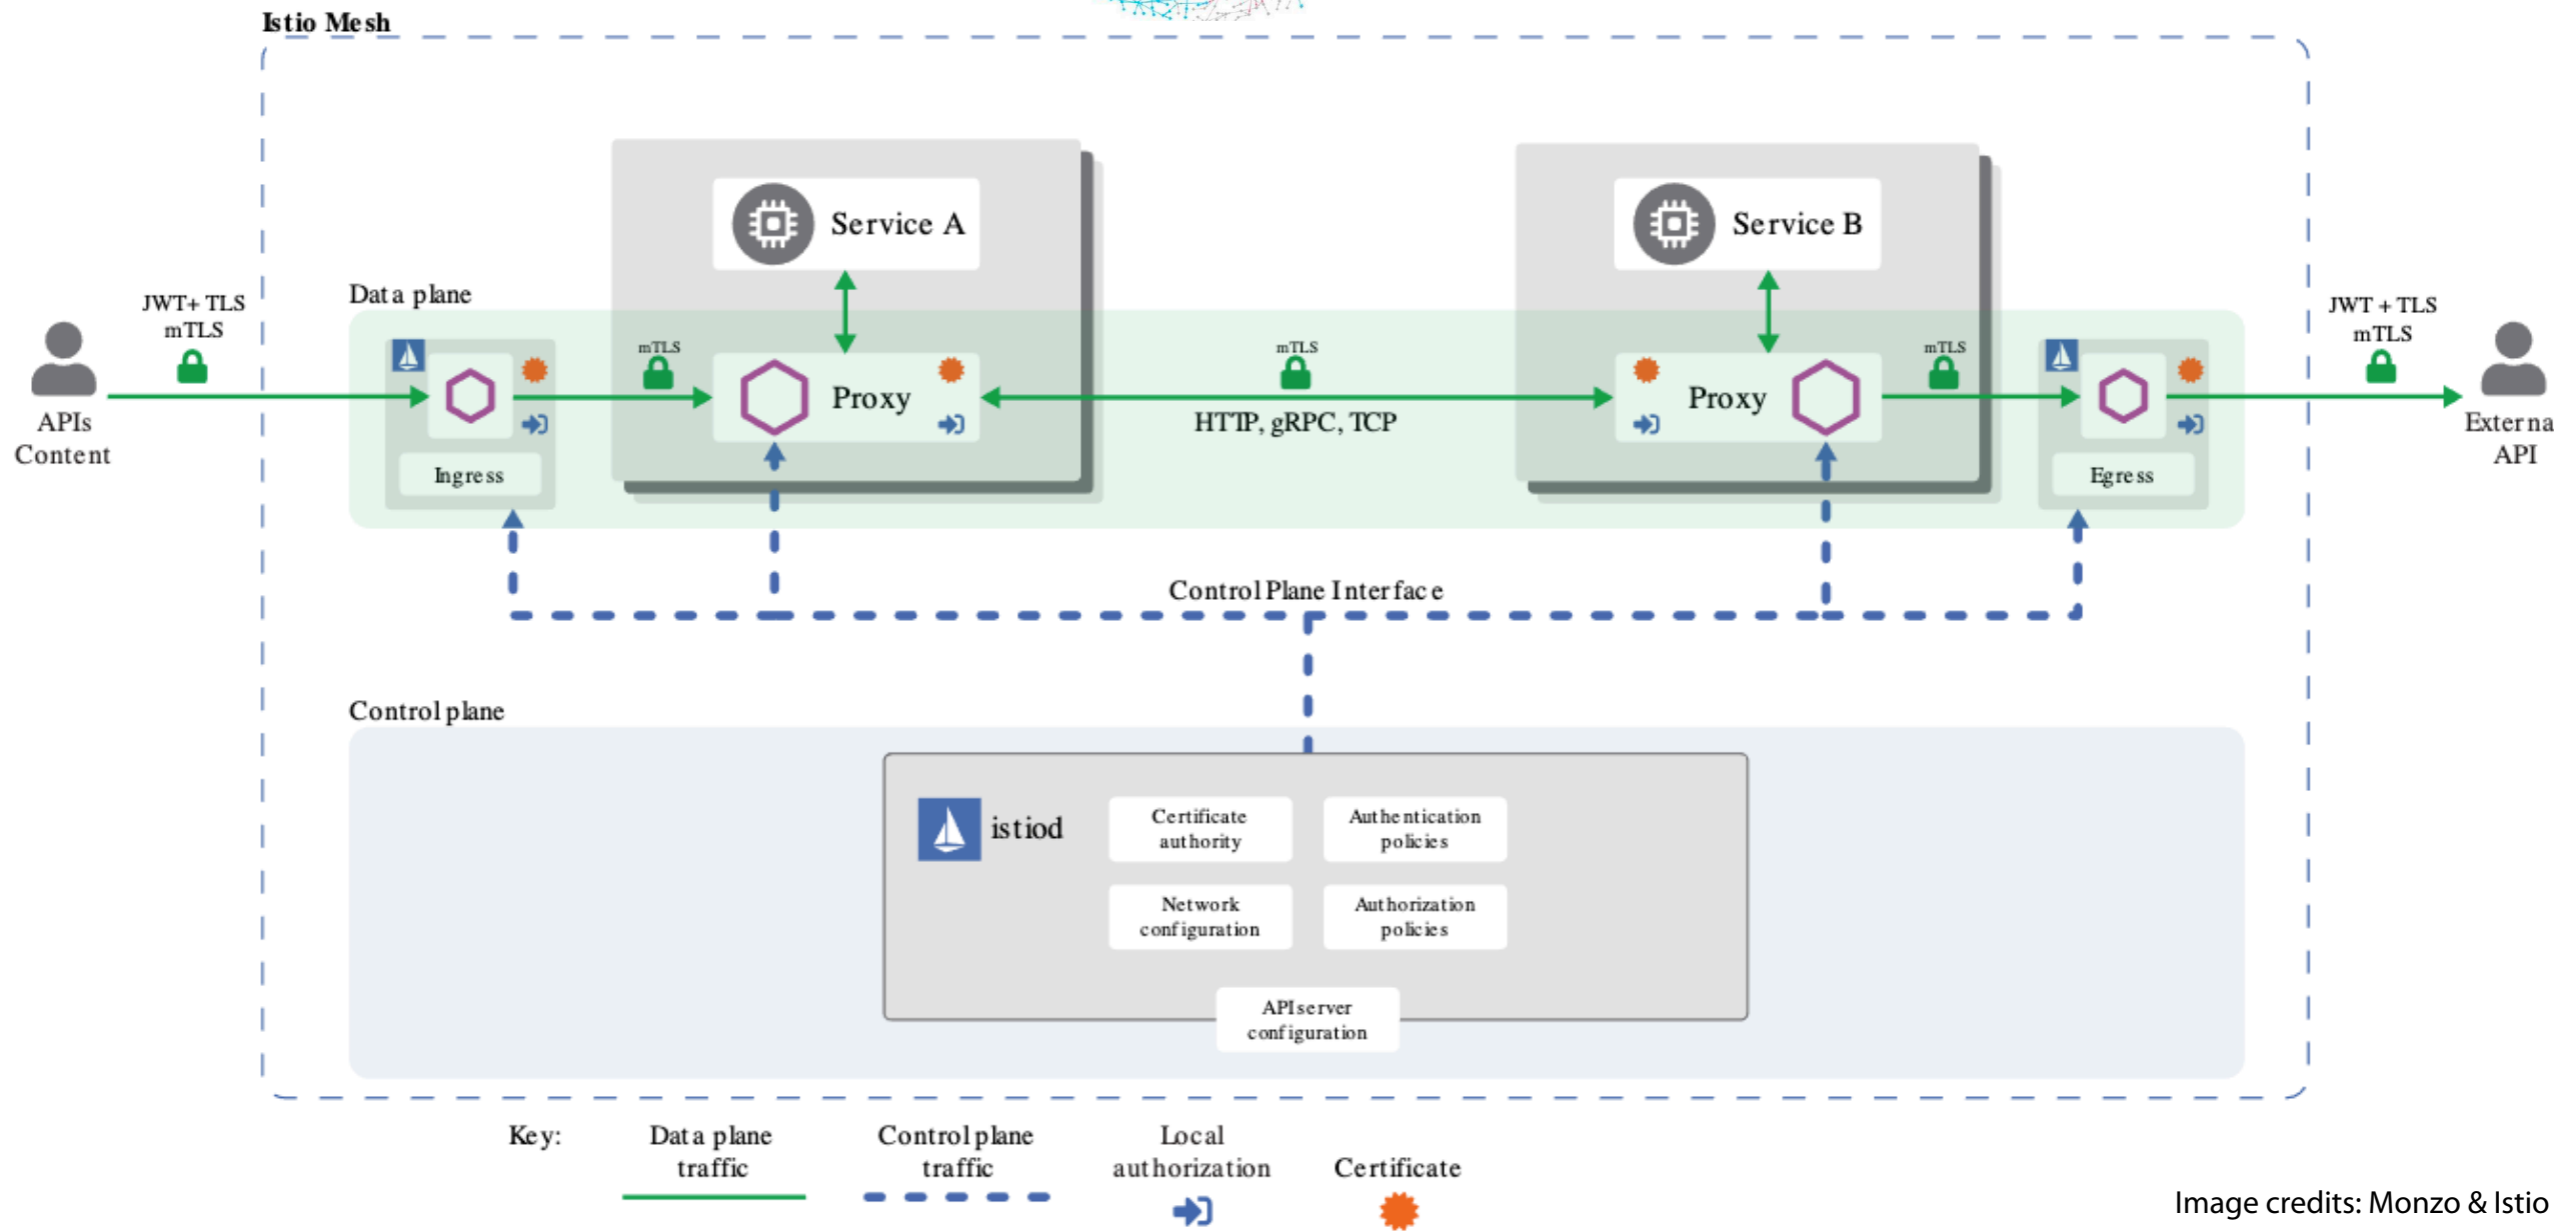 Istio Mesh
Data plane
JWT+ TLS
mTLS
APIs
Content
Ingress
mTLS
Service A
Proxy
mTLS
HTTP, gRPC, TCP
Service B
Proxy
mTLS
Egress
JWT + TLS
mTLS
Externa
API
Control Plane Interface
Control plane
istiod
Certificate
authority
Authentication
policies
Network
configuration
Authorization
policies
API server
configuration
Key:
Data plane
traffic
Control plane
traffic
Local
authorization
Certificate
Image credits: Monzo & Istio